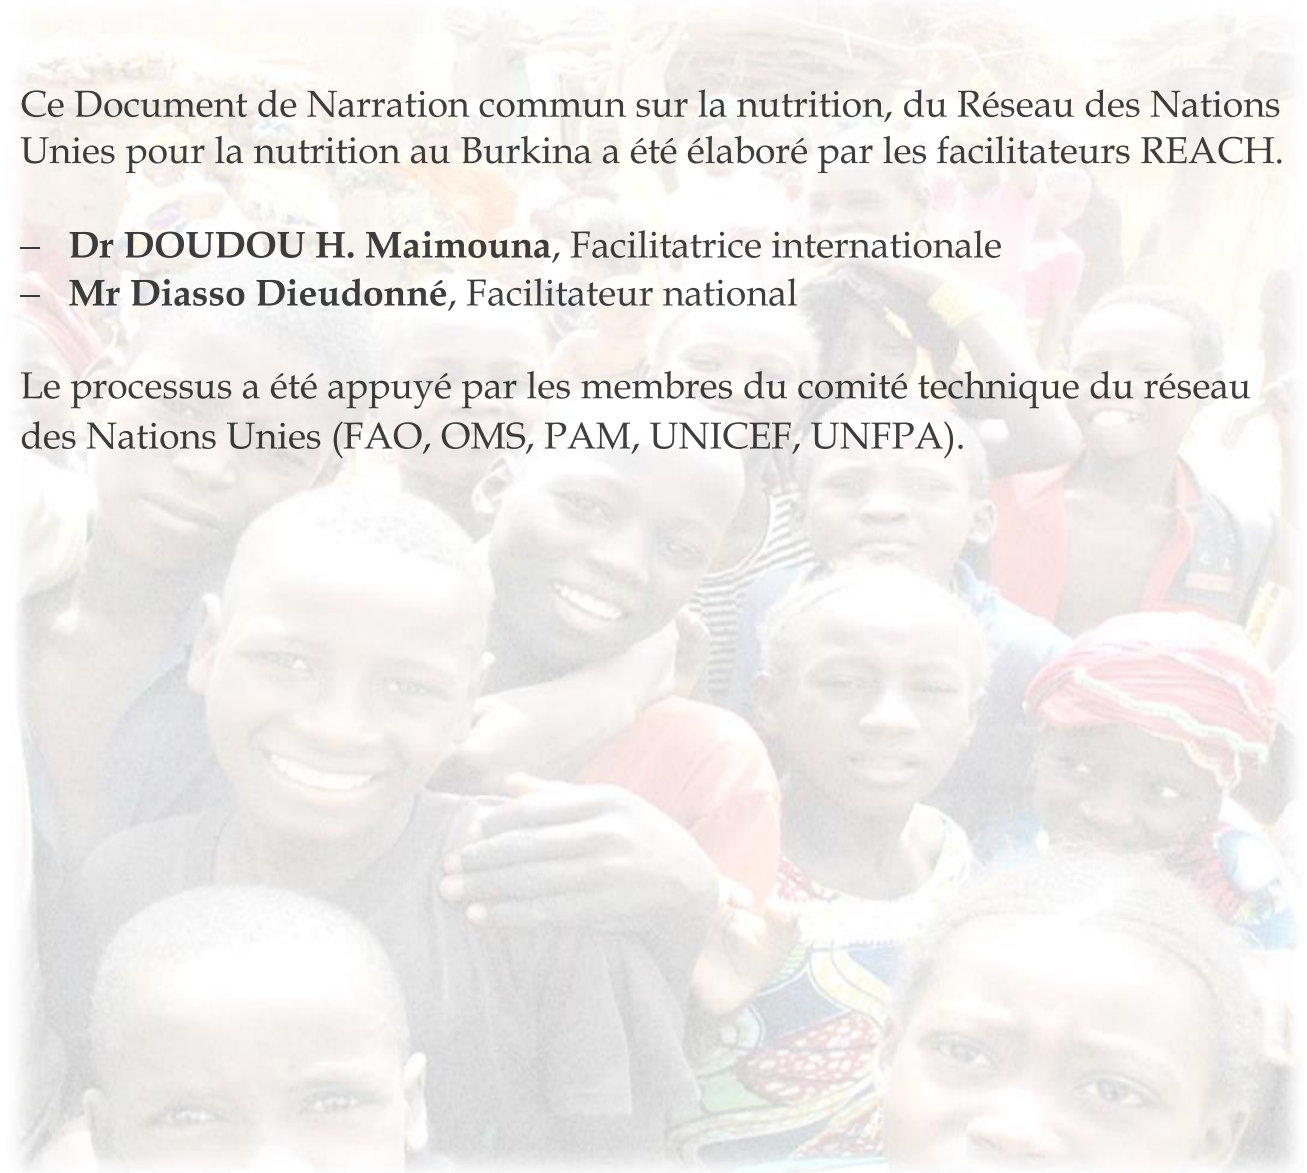 Ce Document de Narration commun sur la nutrition, du Réseau des Nations
Unies pour la nutrition au Burkina a été élaboré par les facilitateurs REACH.
– Dr DOUDOU H. Maimouna, Facilitatrice internationale
– Mr Diasso Dieudonné, Facilitateur national
Le processus a été appuyé par les membres du comité technique du réseau
des Nations Unies (FAO, OMS, PAM, UNICEF, UNFPA).